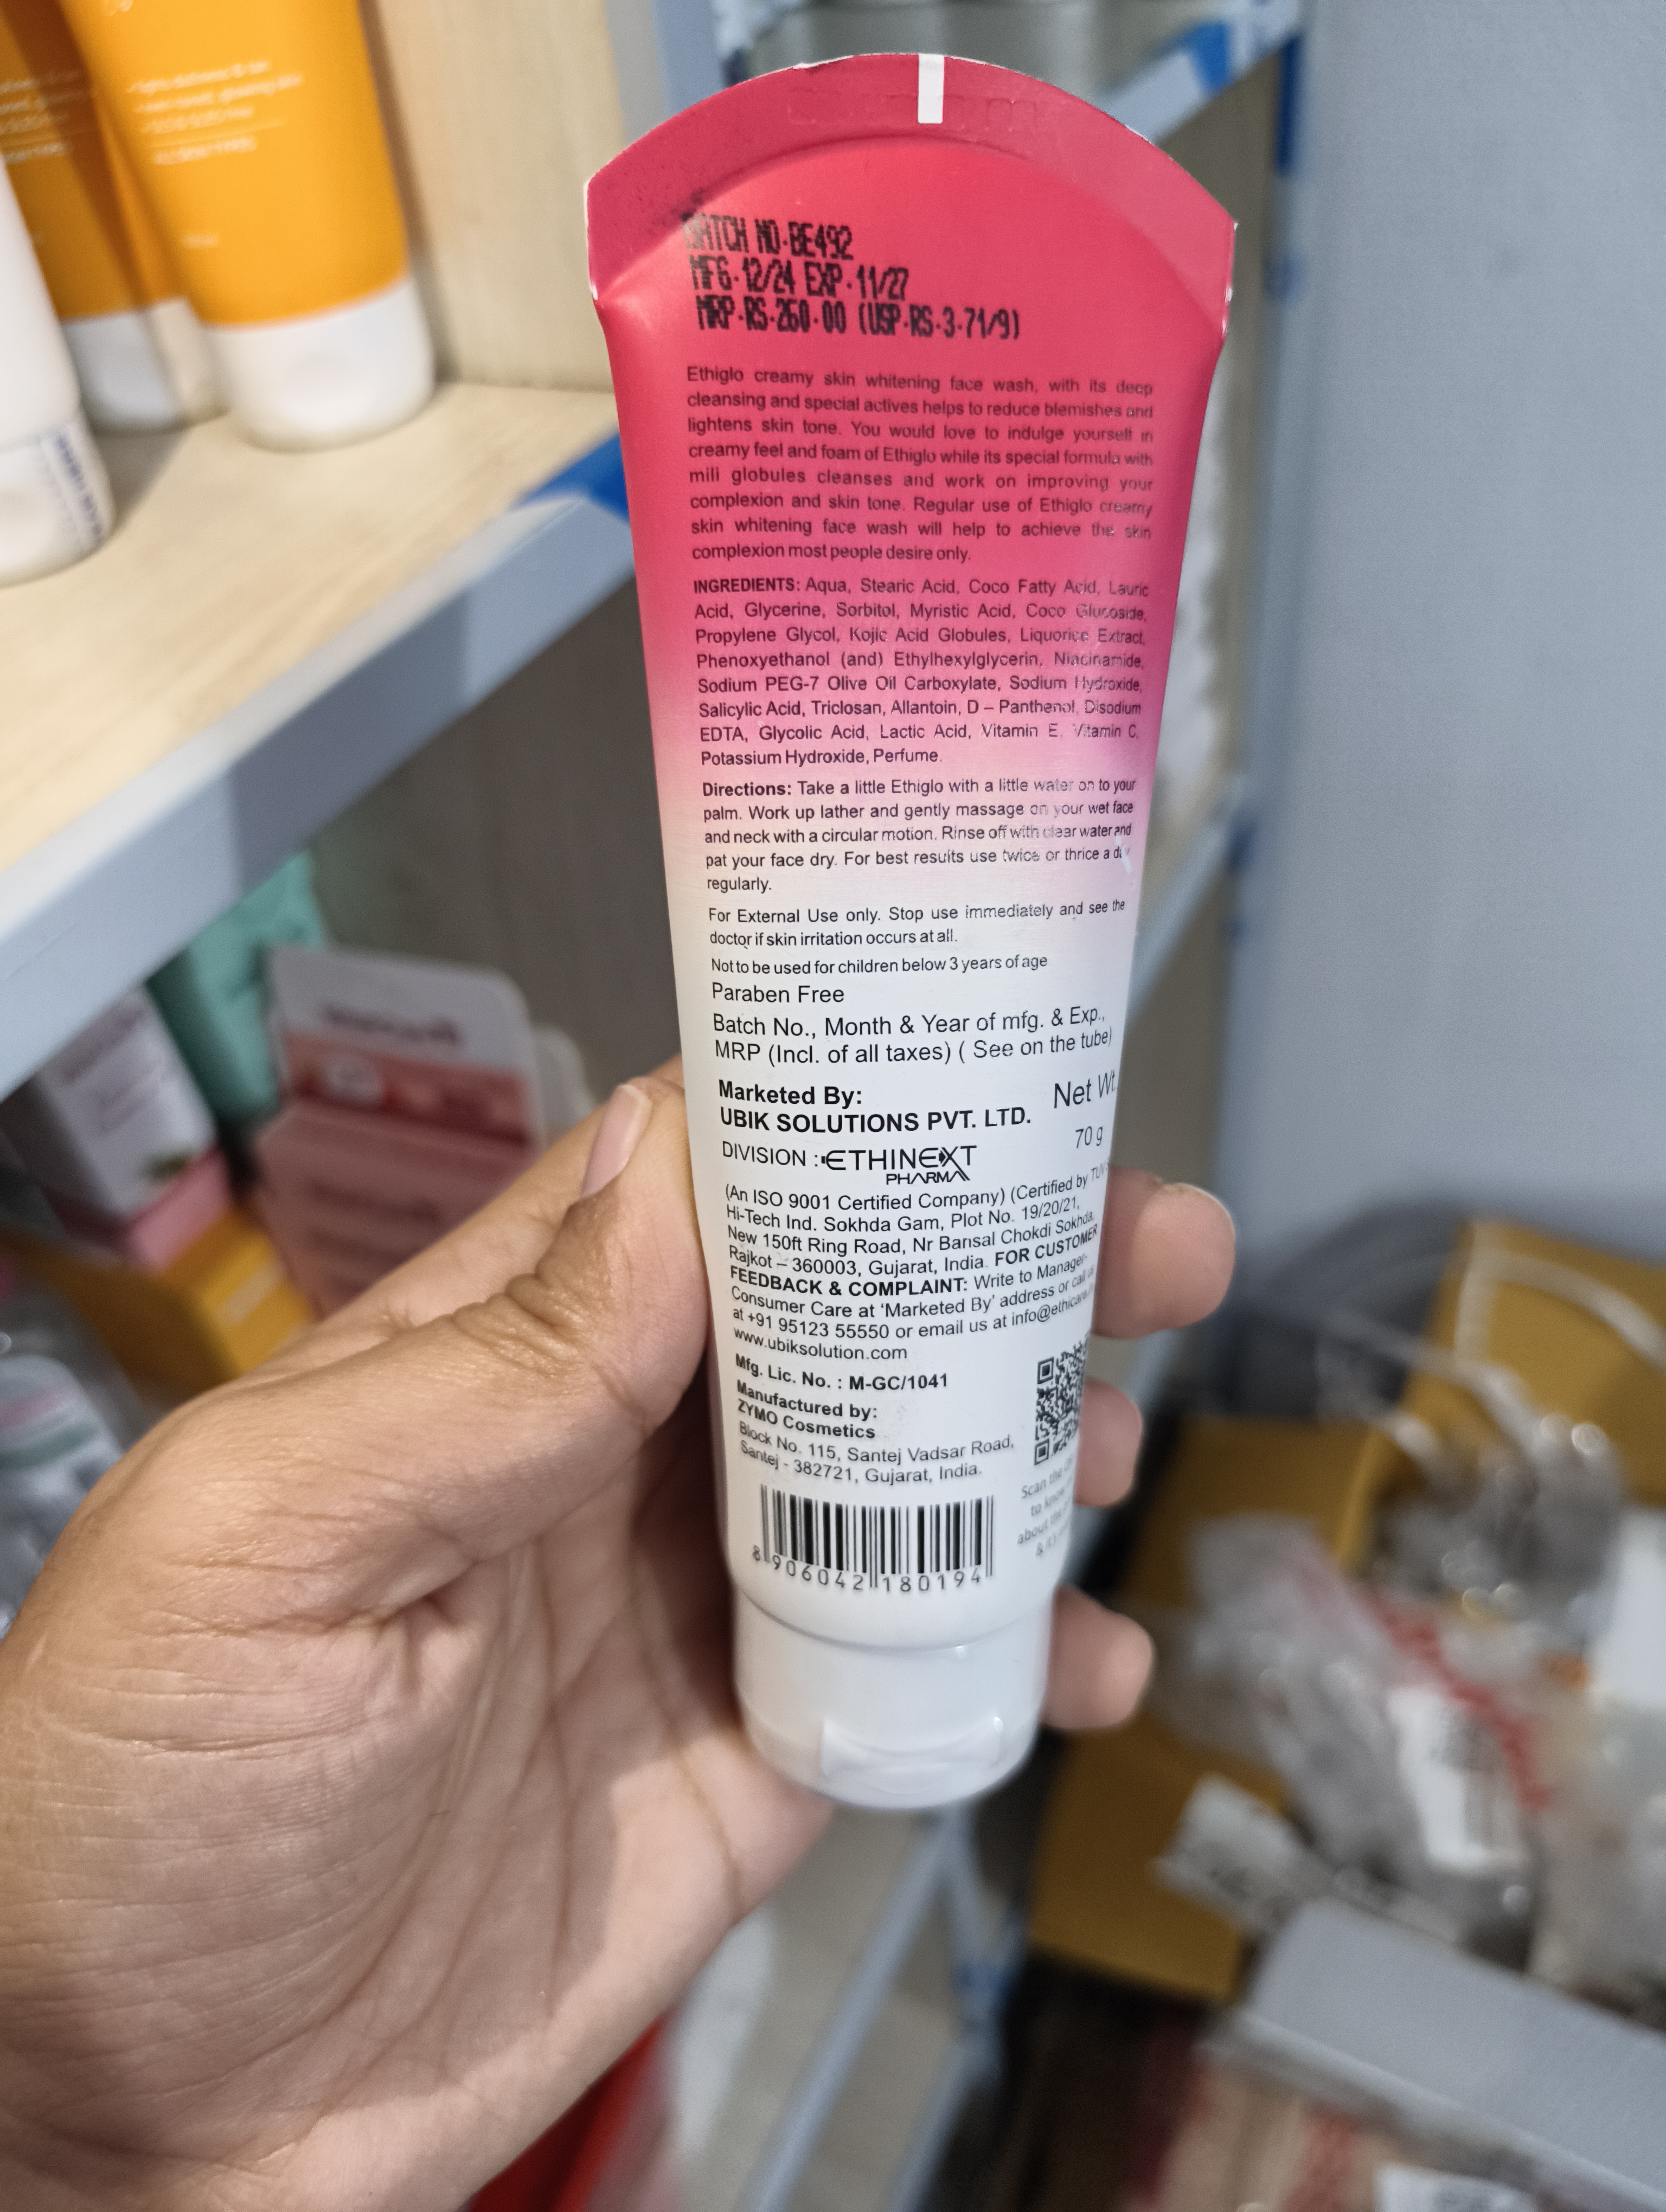 BATCH NO.BE492
MFG.12/24 EXP.11/27
MRP.RS.260.00 (USP.RS.3.71/9)
Ethiglo creamy skin whitening face wash, with its deep
cleansing and special actives helps to reduce blemishes and
lightens skin tone. You would love to indulge yourself in
creamy feel and foam of Ethiglo while its special formula with
mili globules cleanses and work on improving your
complexion and skin tone. Regular use of Ethiglo creamy
skin whitening face wash will help to achieve the skin
complexion most people desire only.
INGREDIENTS: Aqua, Stearic Acid, Coco Fatty Acid, Lauric
Acid, Glycerine, Sorbitol, Myristic Acid, Coco Glucoside,
Propylene Glycol, Kojic Acid Globules, Liquorice Extract,
Phenoxyethanol (and) Ethylhexylglycerin, Niacinamide,
Sodium PEG-7 Olive Oil Carboxylate, Sodium Hydroxide,
Salicylic Acid, Triclosan, Allantoin, D – Panthenol, Disodium
EDTA, Glycolic Acid, Lactic Acid, Vitamin E, Vitamin C,
Potassium Hydroxide, Perfume.
Directions: Take a little Ethiglo with a little water on to your
palm. Work up lather and gently massage on your wet face
and neck with a circular motion. Rinse off with clear water and
pat your face dry. For best results use twice or thrice a day
regularly.
For External Use only. Stop use immediately and see the
doctor if skin irritation occurs at all.
Not to be used for children below 3 years of age
Paraben Free
Batch No., Month & Year of mfg. & Exp.,
MRP (Incl. of all taxes) ( See on the tube)
Marketed By:
UBIK SOLUTIONS PVT. LTD.
Net Wt.
70 g
DIVISION : ETHINEXT
PHARMA
(An ISO 9001 Certified Company) (Certified by
Hi-Tech Ind. Sokhda Gam, Plot No. 19/20/21,
New 150ft Ring Road, Nr Bansal Chokdi Sokhda,
Rajkot – 360003, Gujarat, India. FOR CUSTOMER
FEEDBACK & COMPLAINT: Write to Manager-
Consumer Care at ‘Marketed By’ address or call us
at +91 95123 55550 or email us at
www.ubiksolution.com
Mfg. Lic. No. : M-GC/1041
Manufactured by:
ZYMO Cosmetics
Block No. 115, Santej Vadsar Road,
Santej - 382721, Gujarat, India.
Scan the
to know
about the
8 906042 180194